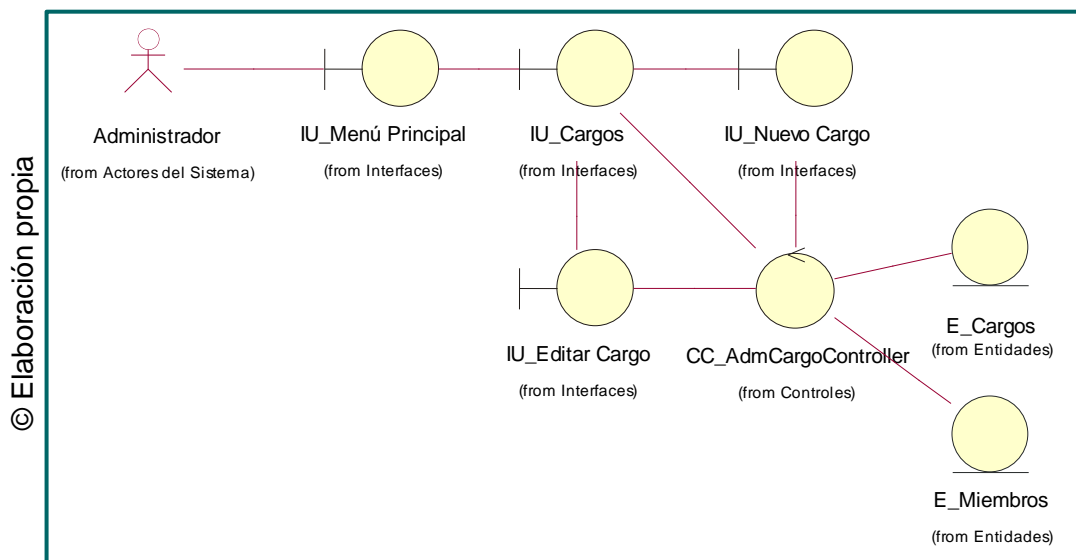 © Elaboración propia
Administrador
(from Actores del Sistema)
IU_Menú Principal
(from Interfaces)
IU_Cargos
(from Interfaces)
IU_Nuevo Cargo
(from Interfaces)
IU_Editar Cargo
(from Interfaces)
CC_AdmCargoController
(from Controles)
E_Cargos
(from Entidades)
E_Miembros
(from Entidades)